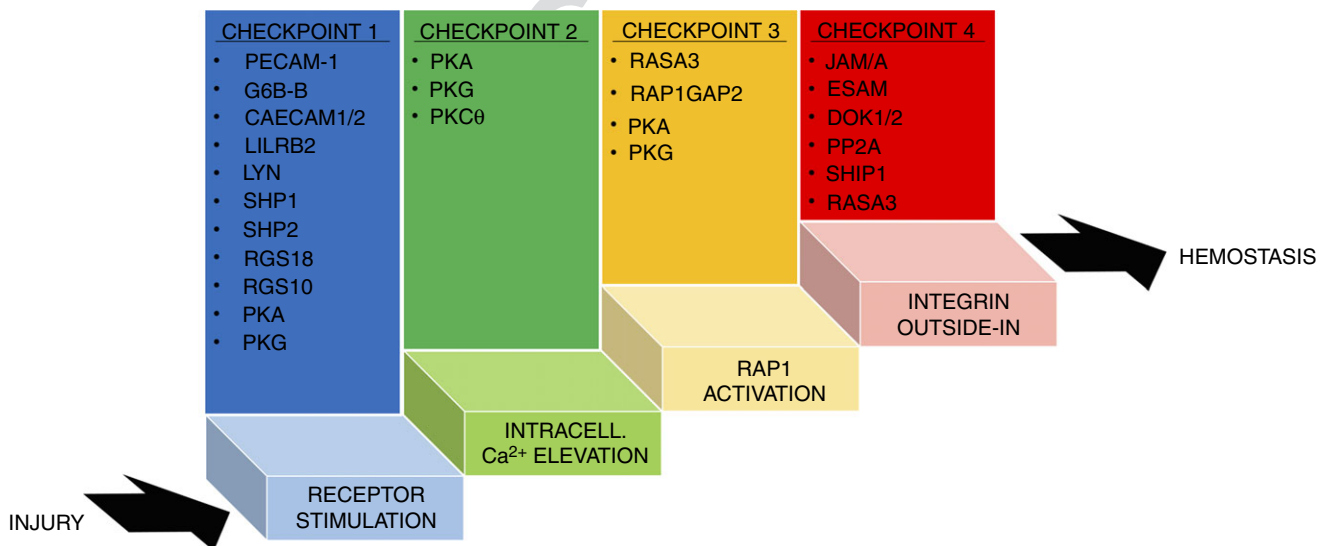 CHECKPOINT 1
• PECAM-1
• G6B-B
• CAECAM1/2
• LILRB2
• LYN
• SHP1
• SHP2
• RGS18
• RGS10
• PKA
• PKG
CHECKPOINT 2
• PKA
• PKG
• PKCθ
CHECKPOINT 3
• RASA3
• RAP1GAP2
• PKA
• PKG
CHECKPOINT 4
• JAM/A
• ESAM
• DOK1/2
• PP2A
• SHIP1
• RASA3
INJURY
RECEPTOR
STIMULATION
INTRACELL.
Ca²⁺ ELEVATION
RAP1
ACTIVATION
INTEGRIN
OUTSIDE-IN
HEMOSTASIS